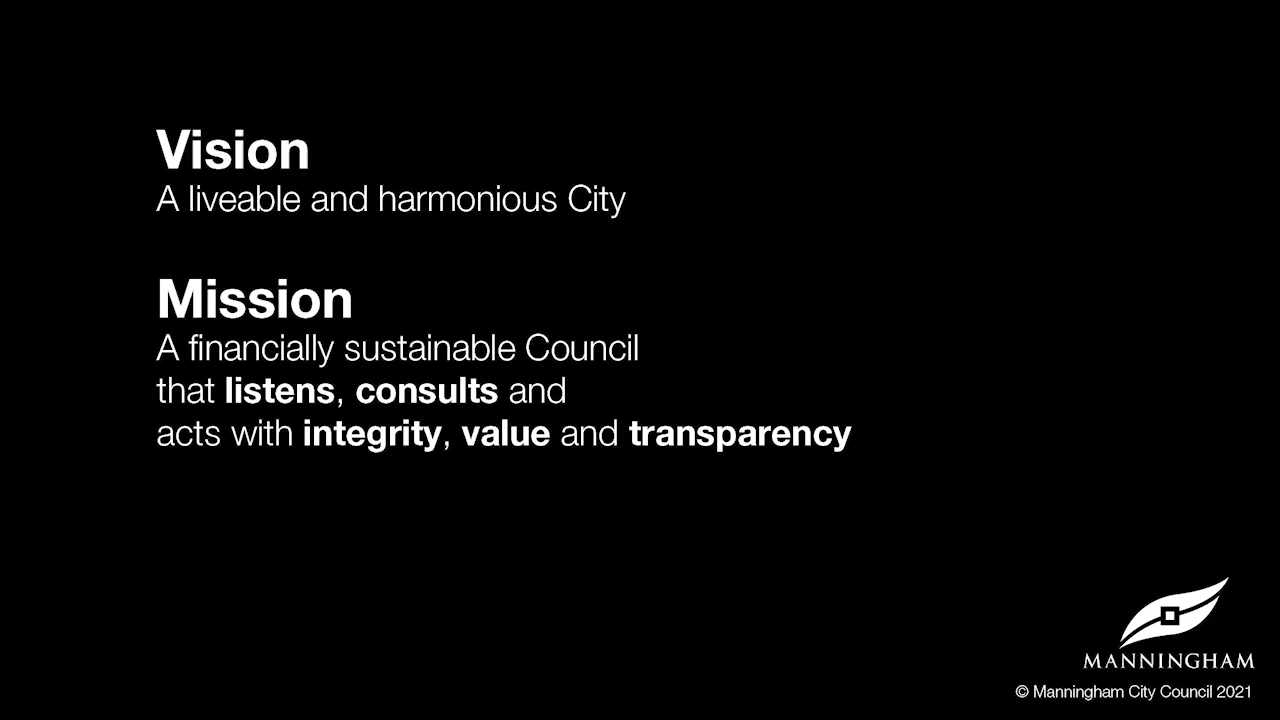 Vision
A liveable and harmonious City
Mission
A financially sustainable Council
that listens, consults and
acts with integrity, value and transparency
MANNINGHAM
© Manningham City Council 2021